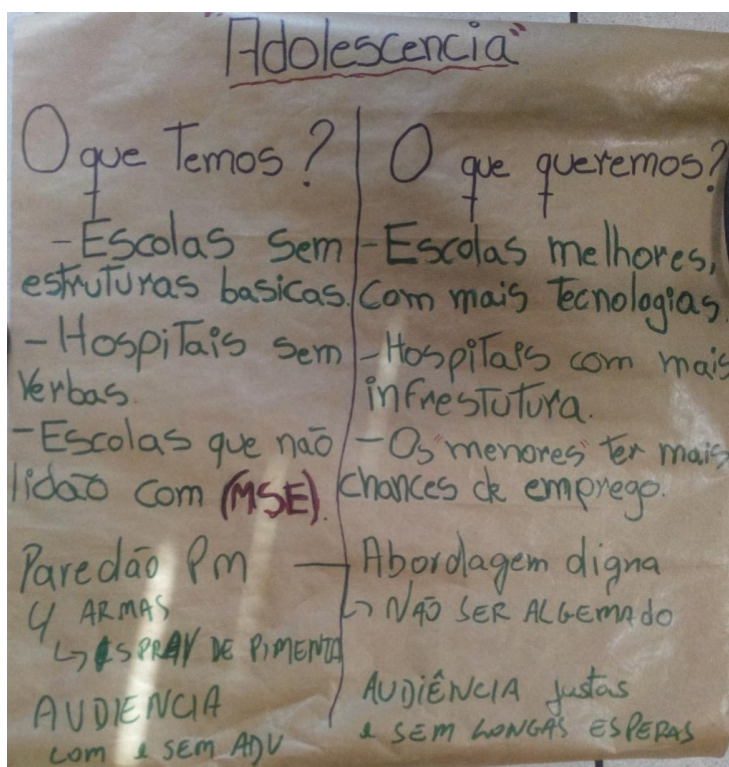 "Adolescencia"
O que Temos?
- Escolas Sem
estruturas basicas.
- Hospitais sem
Verbas.
- Escolas que não
lidão com (MSE).
Paredão Pm
4 ARMAS
↳ SPRAY DE PIMENTA
AUDIENCIA
com e sem ADV
O que queremos?
- Escolas melhores,
Com mais Tecnologias.
- Hospitais com mais
infrestutura.
- Os "menores" ter mais
chances de emprego.
Abordagem digna
↳ NÃO SER ALGEMADO
AUDIÊNCIA justas
e SEM LONGAS ESPERAS